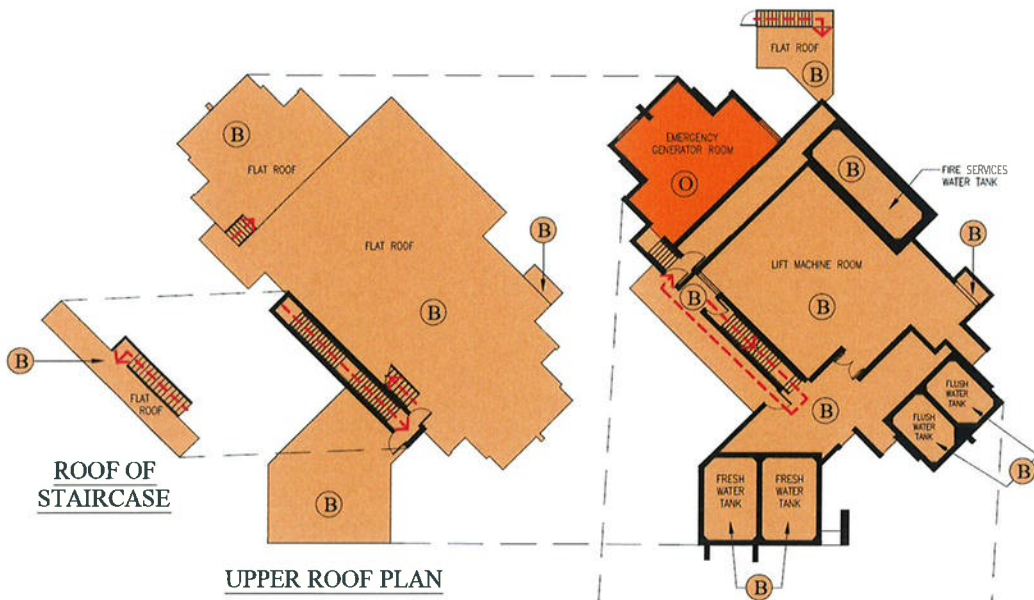 FLAT ROOF
B
B
FLAT ROOF
B
FLAT ROOF
B
B
FLAT
ROOF
ROOF OF
STAIRCASE
B
UPPER ROOF PLAN
EMERGENCY
GENERATOR ROOM
O
B
FIRE SERVICES
WATER TANK
LIFT MACHINE ROOM
B
B
B
B
FLUSH
WATER
TANK
FLUSH
WATER
TANK
B
FRESH
WATER
TANK
FRESH
WATER
TANK
B